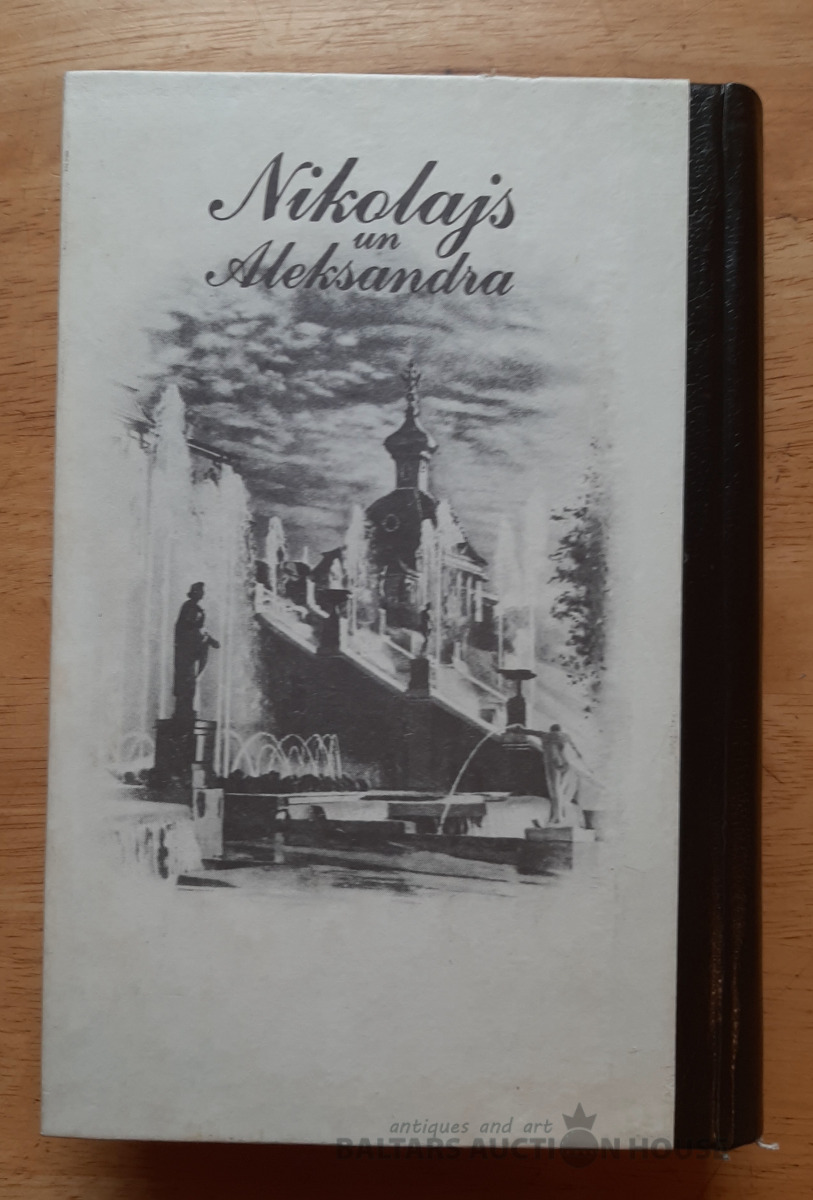 Nikolajs
un
Aleksandra
antiques and art
BALTARS AUCTION HOUSE